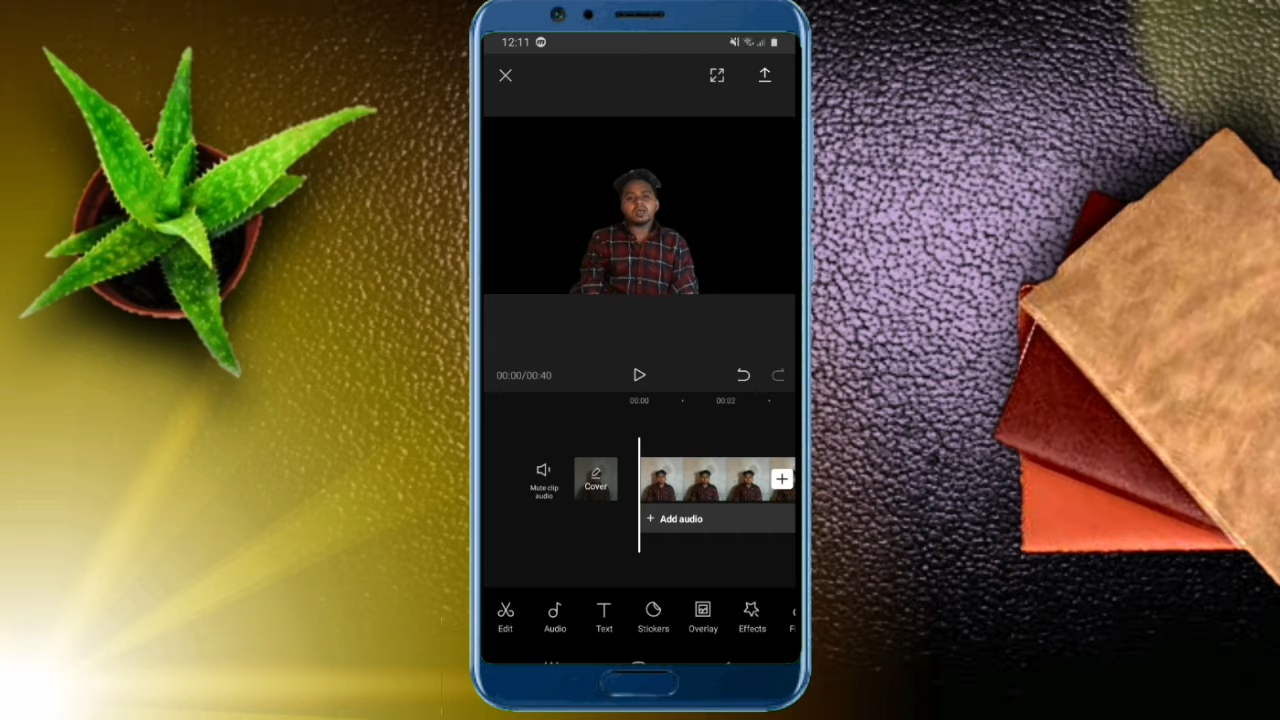 12:11
00:00/00:40
00:00
00:02
Mute clip
audio
Cover
+ Add audio
Edit
Audio
Text
Stickers
Overlay
Effects